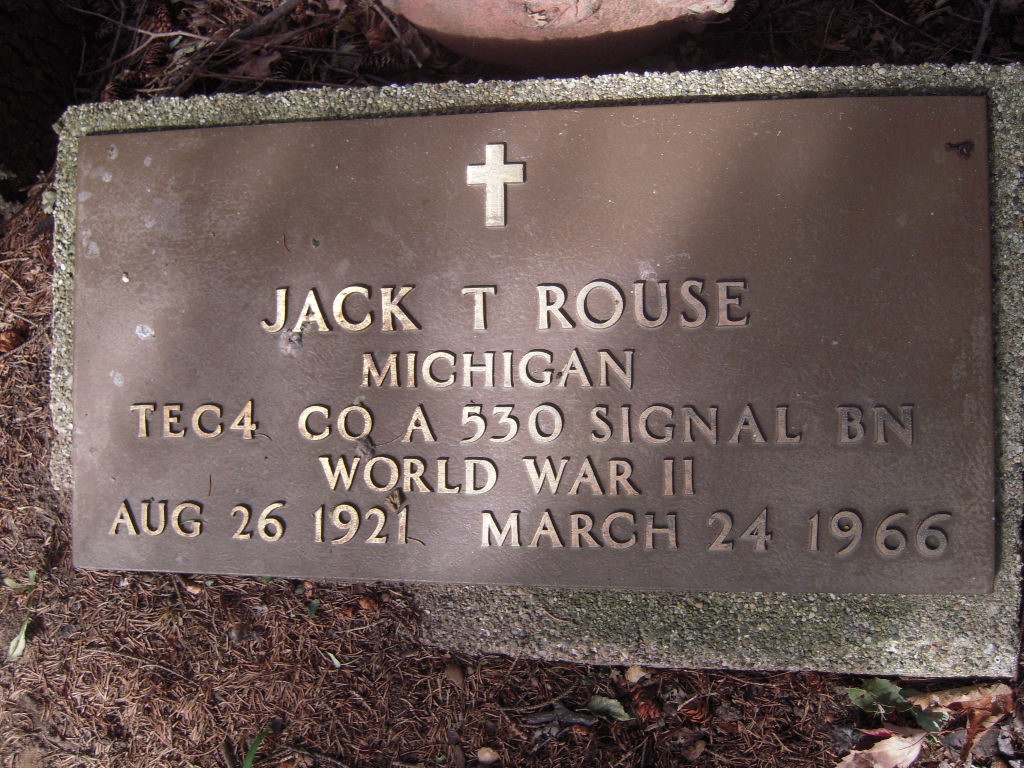 JACK T ROUSE
MICHIGAN
TEC4 CO A 530 SIGNAL BN
WORLD WAR II
AUG 26 1921 MARCH 24 1966